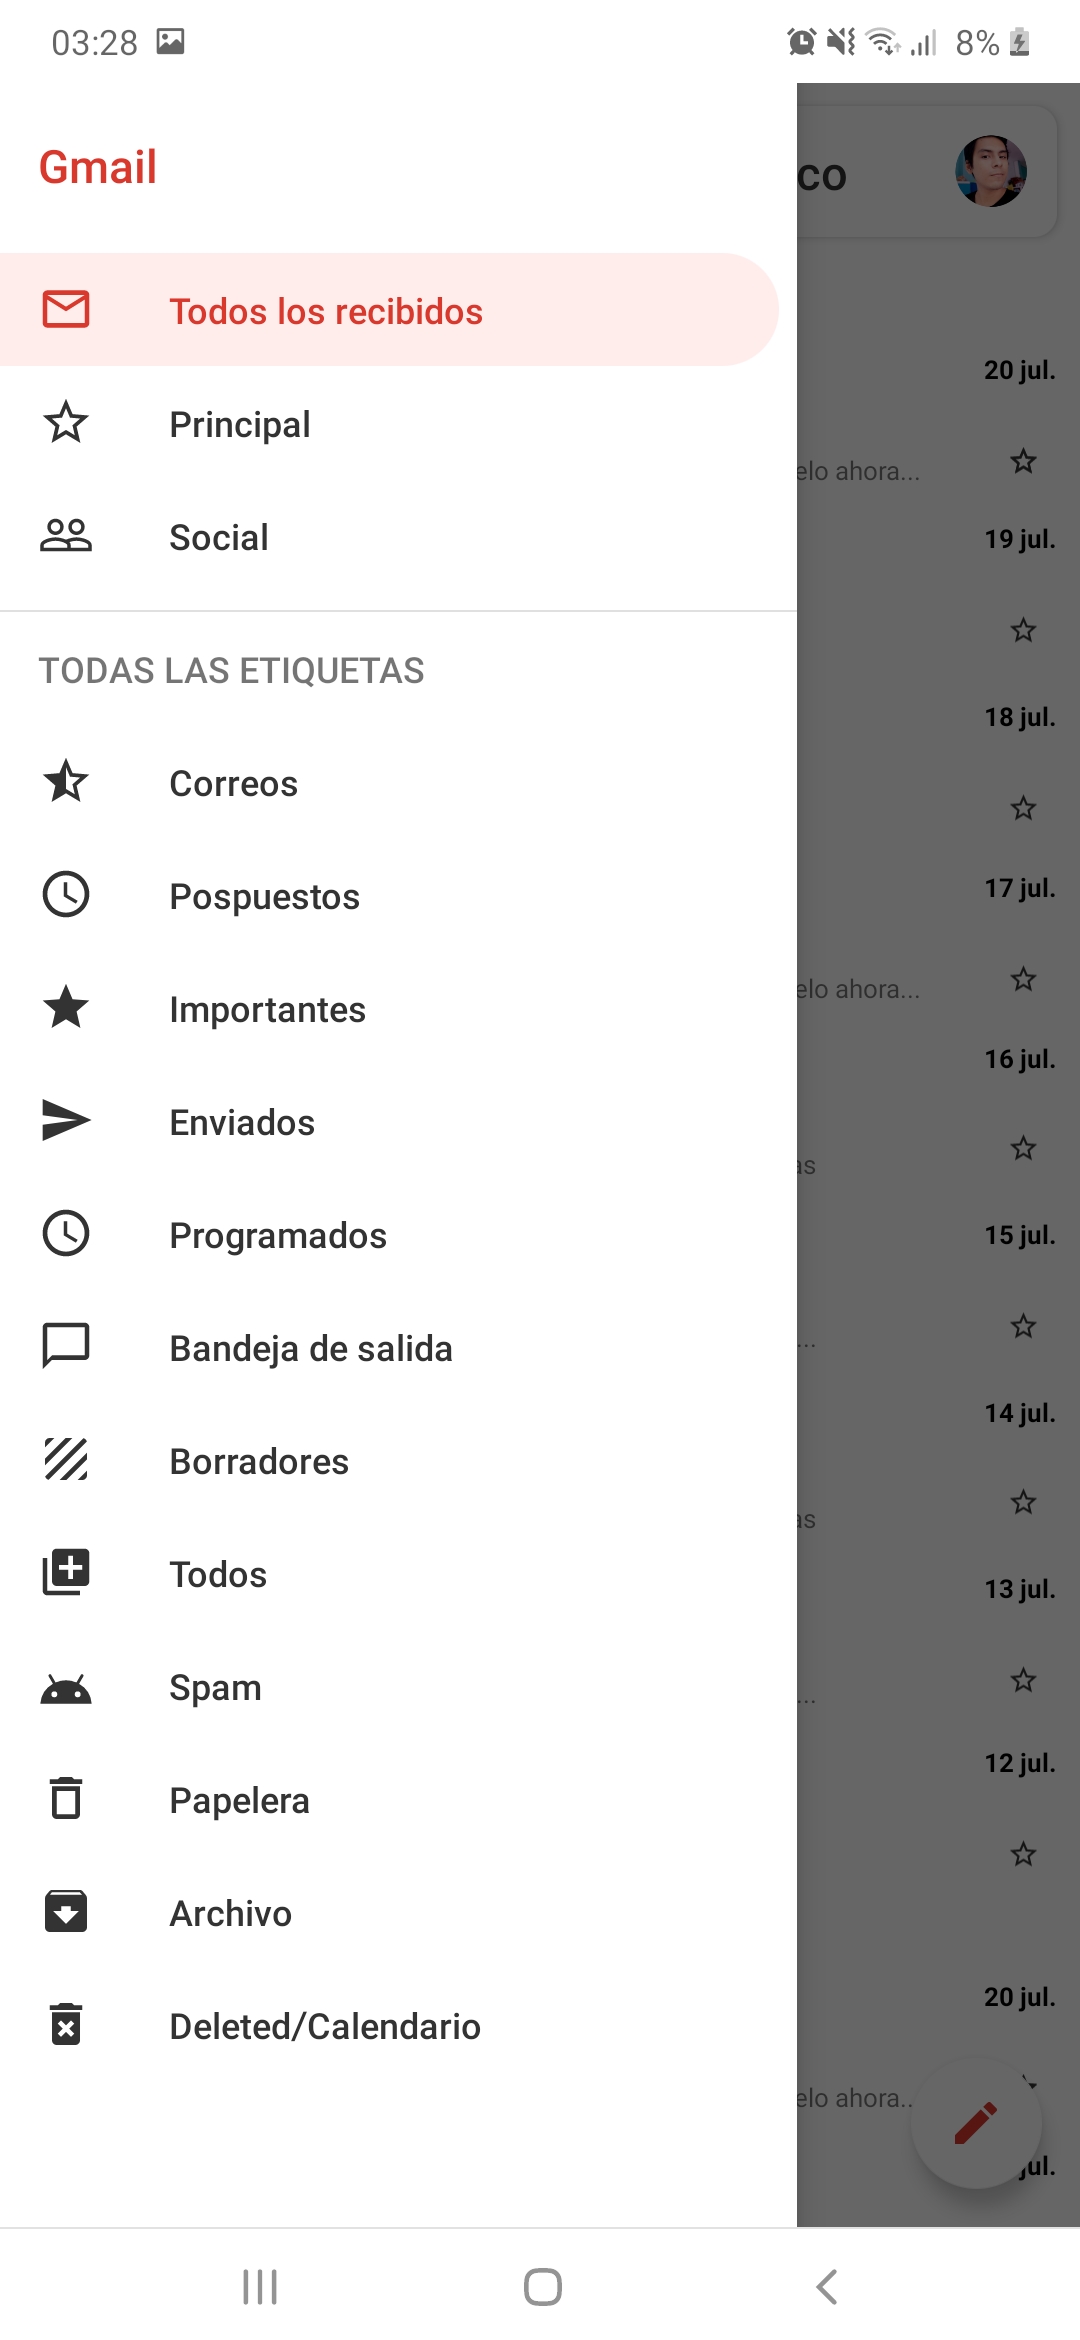 03:28
8%
Gmail
co
Todos los recibidos
Principal
Social
TODAS LAS ETIQUETAS
Correos
Pospuestos
Importantes
Enviados
Programados
Bandeja de salida
Borradores
Todos
Spam
Papelera
Archivo
Deleted/Calendario
20 jul.
elo ahora...
19 jul.
18 jul.
17 jul.
elo ahora...
16 jul.
as
15 jul.
...
14 jul.
as
13 jul.
...
12 jul.
20 jul.
elo ahora..
jul.